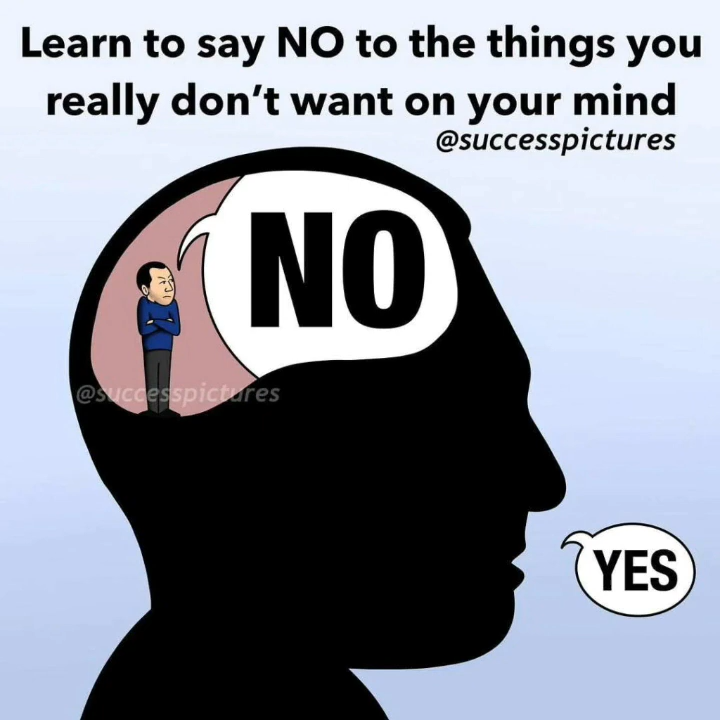 Learn to say NO to the things you
really don't want on your mind
@successpictures
NO
@successpictures
YES